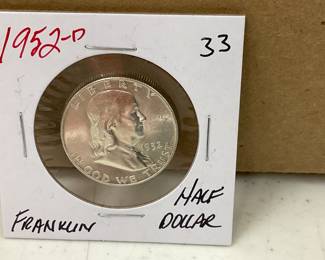 1952-D
33
LIBERTY
1952
IN GOD WE TRUST
FRANKLIN
HALF
DOLLAR